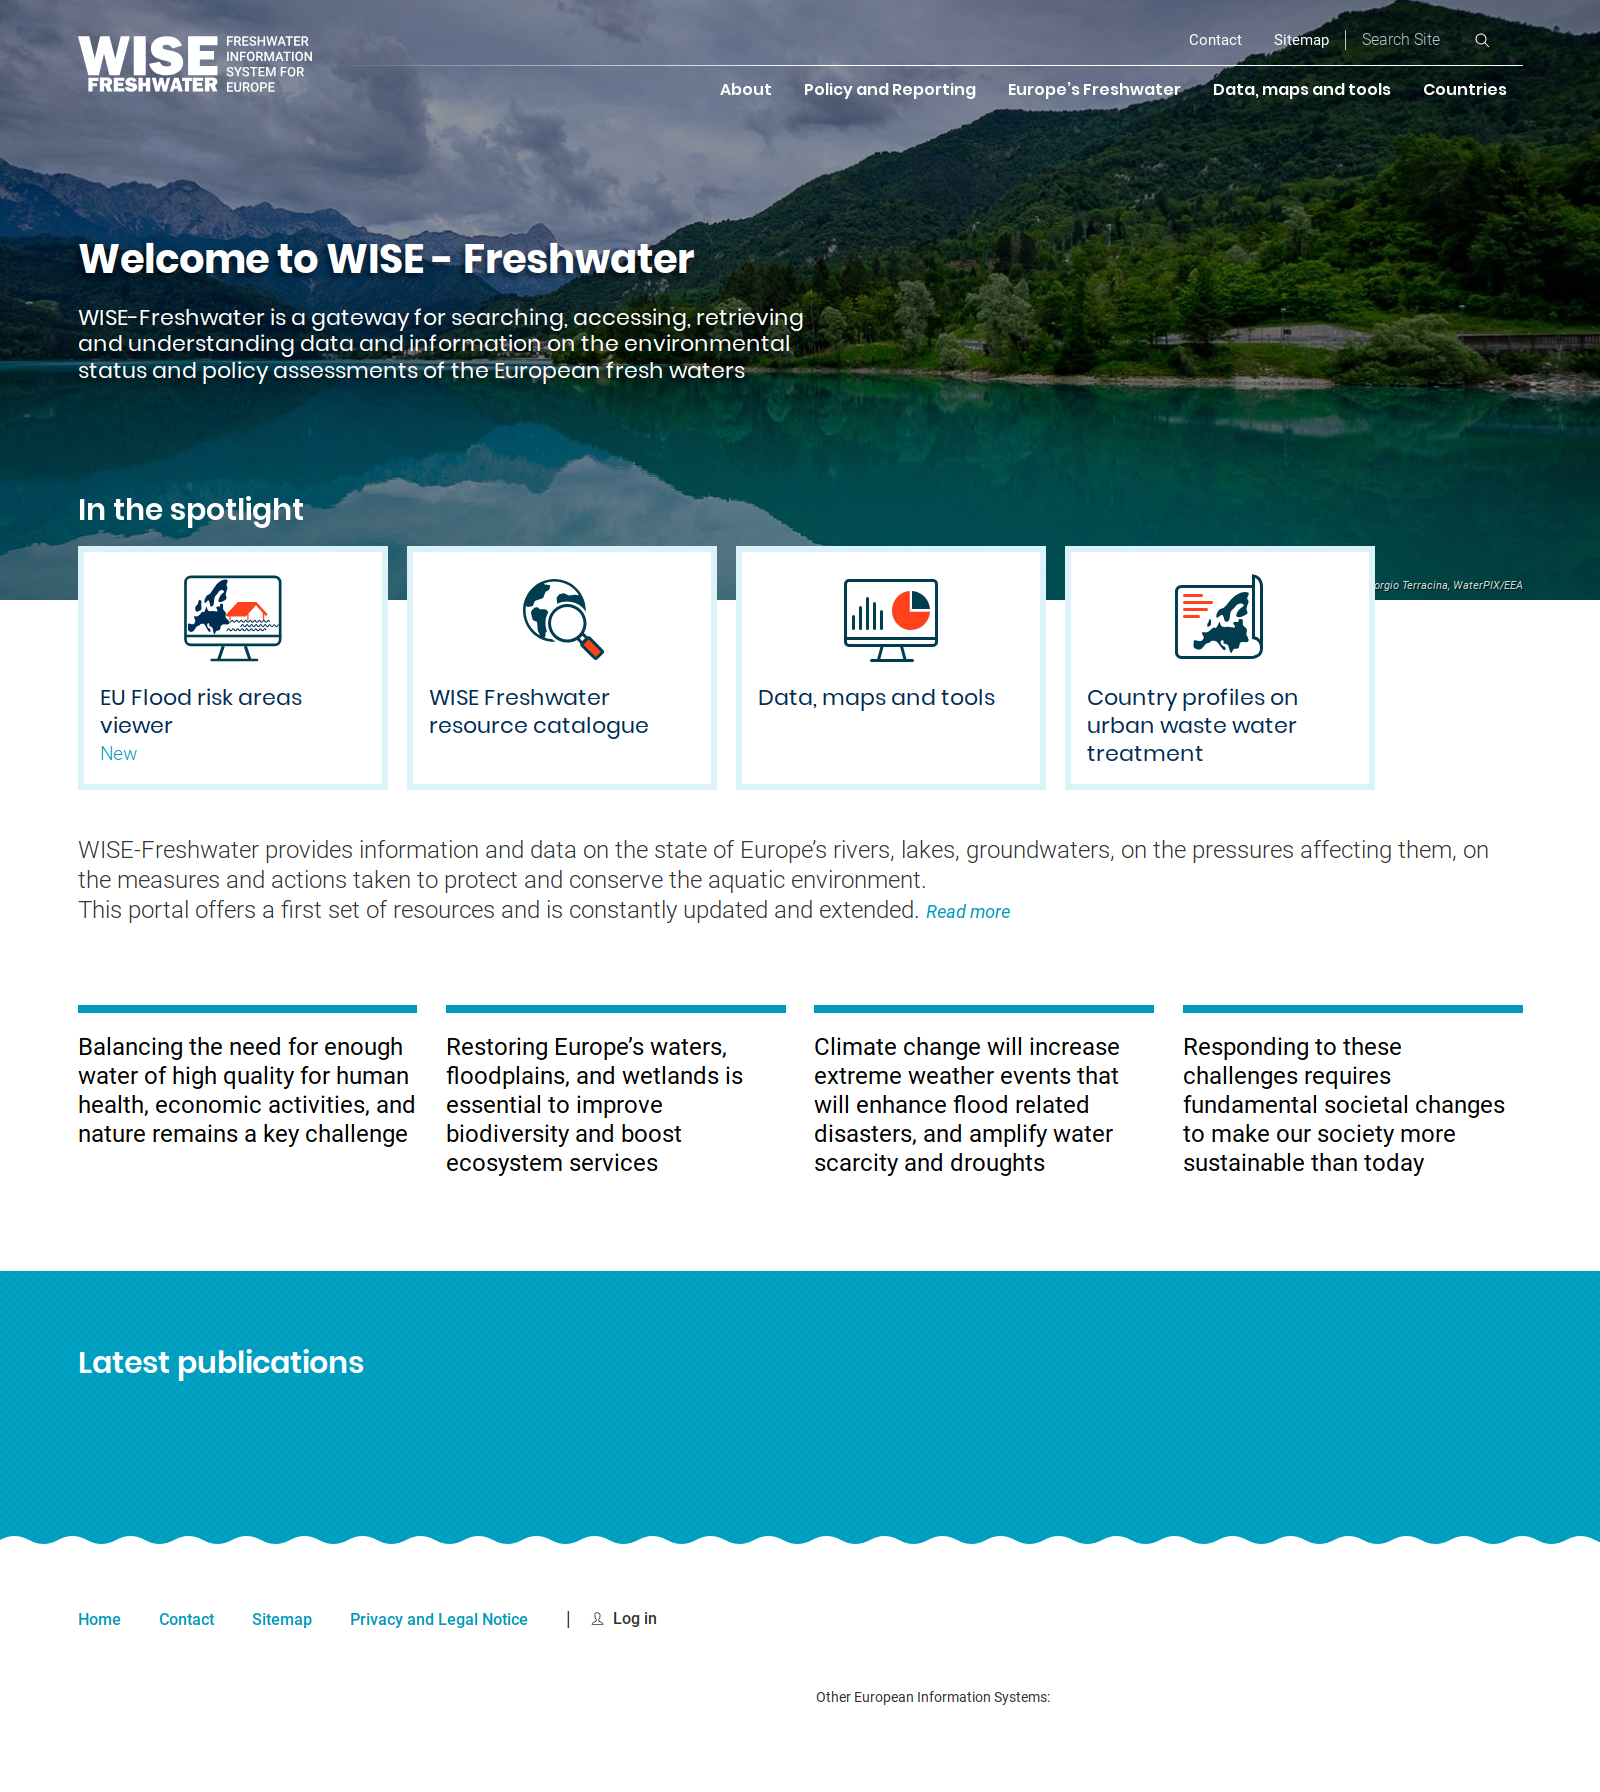 WISE
FRESHWATER
FRESHWATER
INFORMATION
SYSTEM FOR
EUROPE
Contact
Sitemap
Search Site
About
Policy and Reporting
Europe's Freshwater
Data, maps and tools
Countries
Welcome to WISE - Freshwater
WISE-Freshwater is a gateway for searching, accessing, retrieving
and understanding data and information on the environmental
status and policy assessments of the European fresh waters
In the spotlight
Terracina, WaterPIX/EEA
EU Flood risk areas
viewer
New
WISE Freshwater
resource catalogue
Data, maps and tools
Country profiles on
urban waste water
treatment
WISE-Freshwater provides information and data on the state of Europe’s rivers, lakes, groundwaters, on the pressures affecting them, on
the measures and actions taken to protect and conserve the aquatic environment.
This portal offers a first set of resources and is constantly updated and extended. Read more
Balancing the need for enough
water of high quality for human
health, economic activities, and
nature remains a key challenge
Restoring Europe’s waters,
floodplains, and wetlands is
essential to improve
biodiversity and boost
ecosystem services
Climate change will increase
extreme weather events that
will enhance flood related
disasters, and amplify water
scarcity and droughts
Responding to these
challenges requires
fundamental societal changes
to make our society more
sustainable than today
Latest publications
Home
Contact
Sitemap
Privacy and Legal Notice
|
Log in
Other European Information Systems: